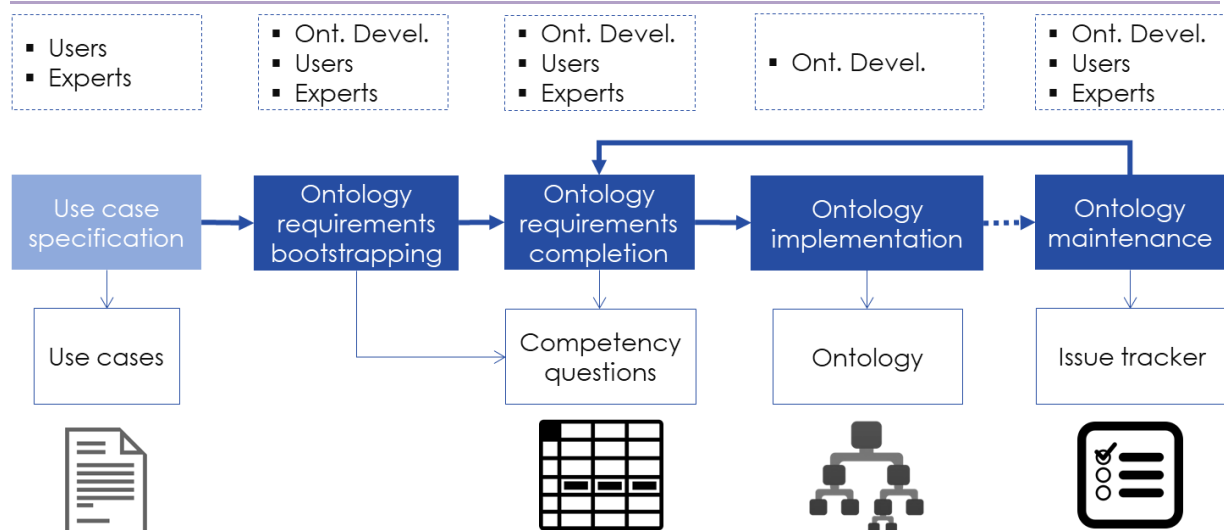 ▪ Users
▪ Experts
▪ Ont. Devel.
▪ Users
▪ Experts
▪ Ont. Devel.
▪ Users
▪ Experts
▪ Ont. Devel.
▪ Ont. Devel.
▪ Users
▪ Experts
Use case
specification
Ontology
requirements
bootstrapping
Ontology
requirements
completion
Ontology
implementation
Ontology
maintenance
Use cases
Competency
questions
Ontology
Issue tracker